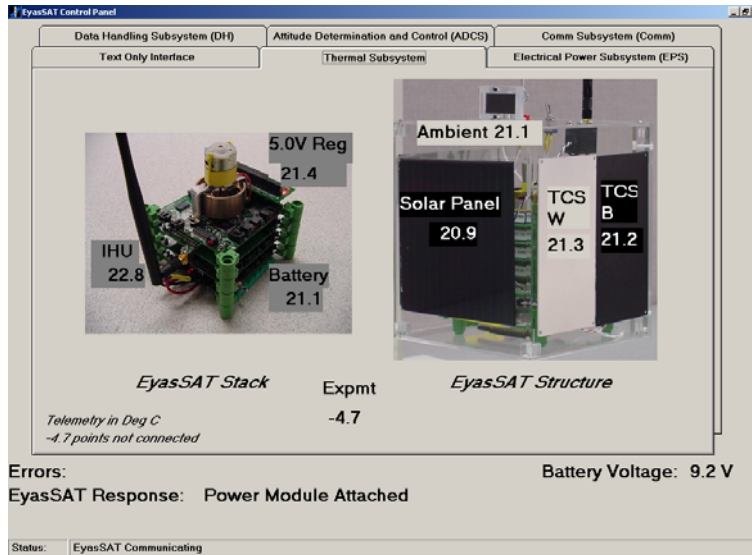 EyasSAT Control Panel
Data Handling Subsystem (DH)
Attitude Determination and Control (ADCS)
Comm Subsystem (Comm)
Text Only Interface
Thermal Subsystem
Electrical Power Subsystem (EPS)
5.0V Reg
21.4
IHU
22.8
Battery
21.1
Ambient 21.1
Solar Panel
20.9
TCS
W
21.3
TCS
B
21.2
EyasSAT Stack
Expmt
-4.7
EyasSAT Structure
Telemetry in Deg C
-4.7 points not connected
Errors:
Battery Voltage: 9.2 V
EyasSAT Response: Power Module Attached
Status: EyasSAT Communicating